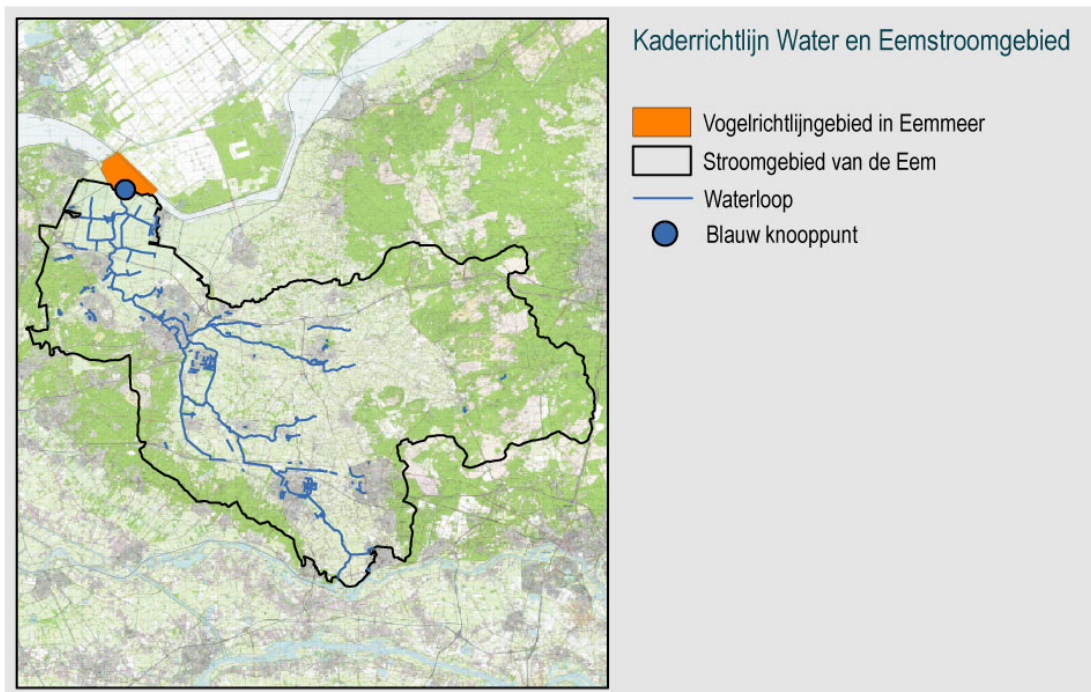 Kaderrichtlijn Water en Eemstroomgebied
Vogelrichtlijngebied in Eemmeer
Stroomgebied van de Eem
Waterloop
Blauw knooppunt